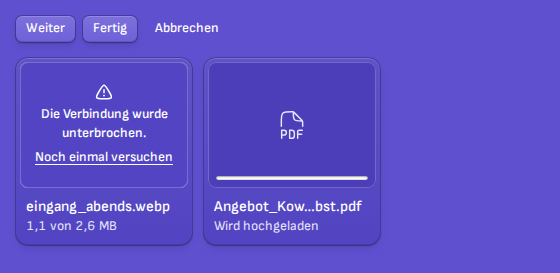 Weiter Fertig Abbrechen
Die Verbindung wurde
unterbrochen.
Noch einmal versuchen
eingang_abends.webp
1,1 von 2,6 MB
PDF
Angebot_Kow...bst.pdf
Wird hochgeladen